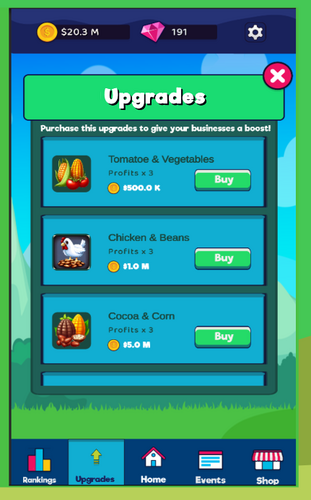 $20.3 M
191
Upgrades
Purchase this upgrades to give your businesses a boost!
Tomatoe & Vegetables
Profits x 3
$500.0 K
Buy
Chicken & Beans
Profits x 3
$1.0 M
Buy
Cocoa & Corn
Profits x 3
$5.0 M
Buy
Rankings
Upgrades
Home
Events
Shop